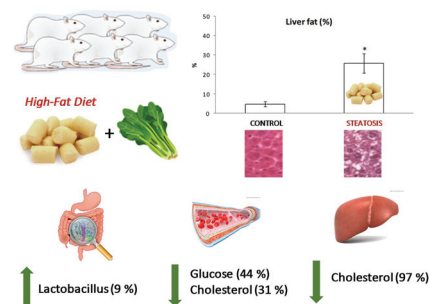 Liver fat (%)
50
40
30
20
10
0
%
*
CONTROL
STEATOSIS
High-Fat Diet
+
Lactobacillus (9 %)
Glucose (44 %)
Cholesterol (31 %)
Cholesterol (97 %)